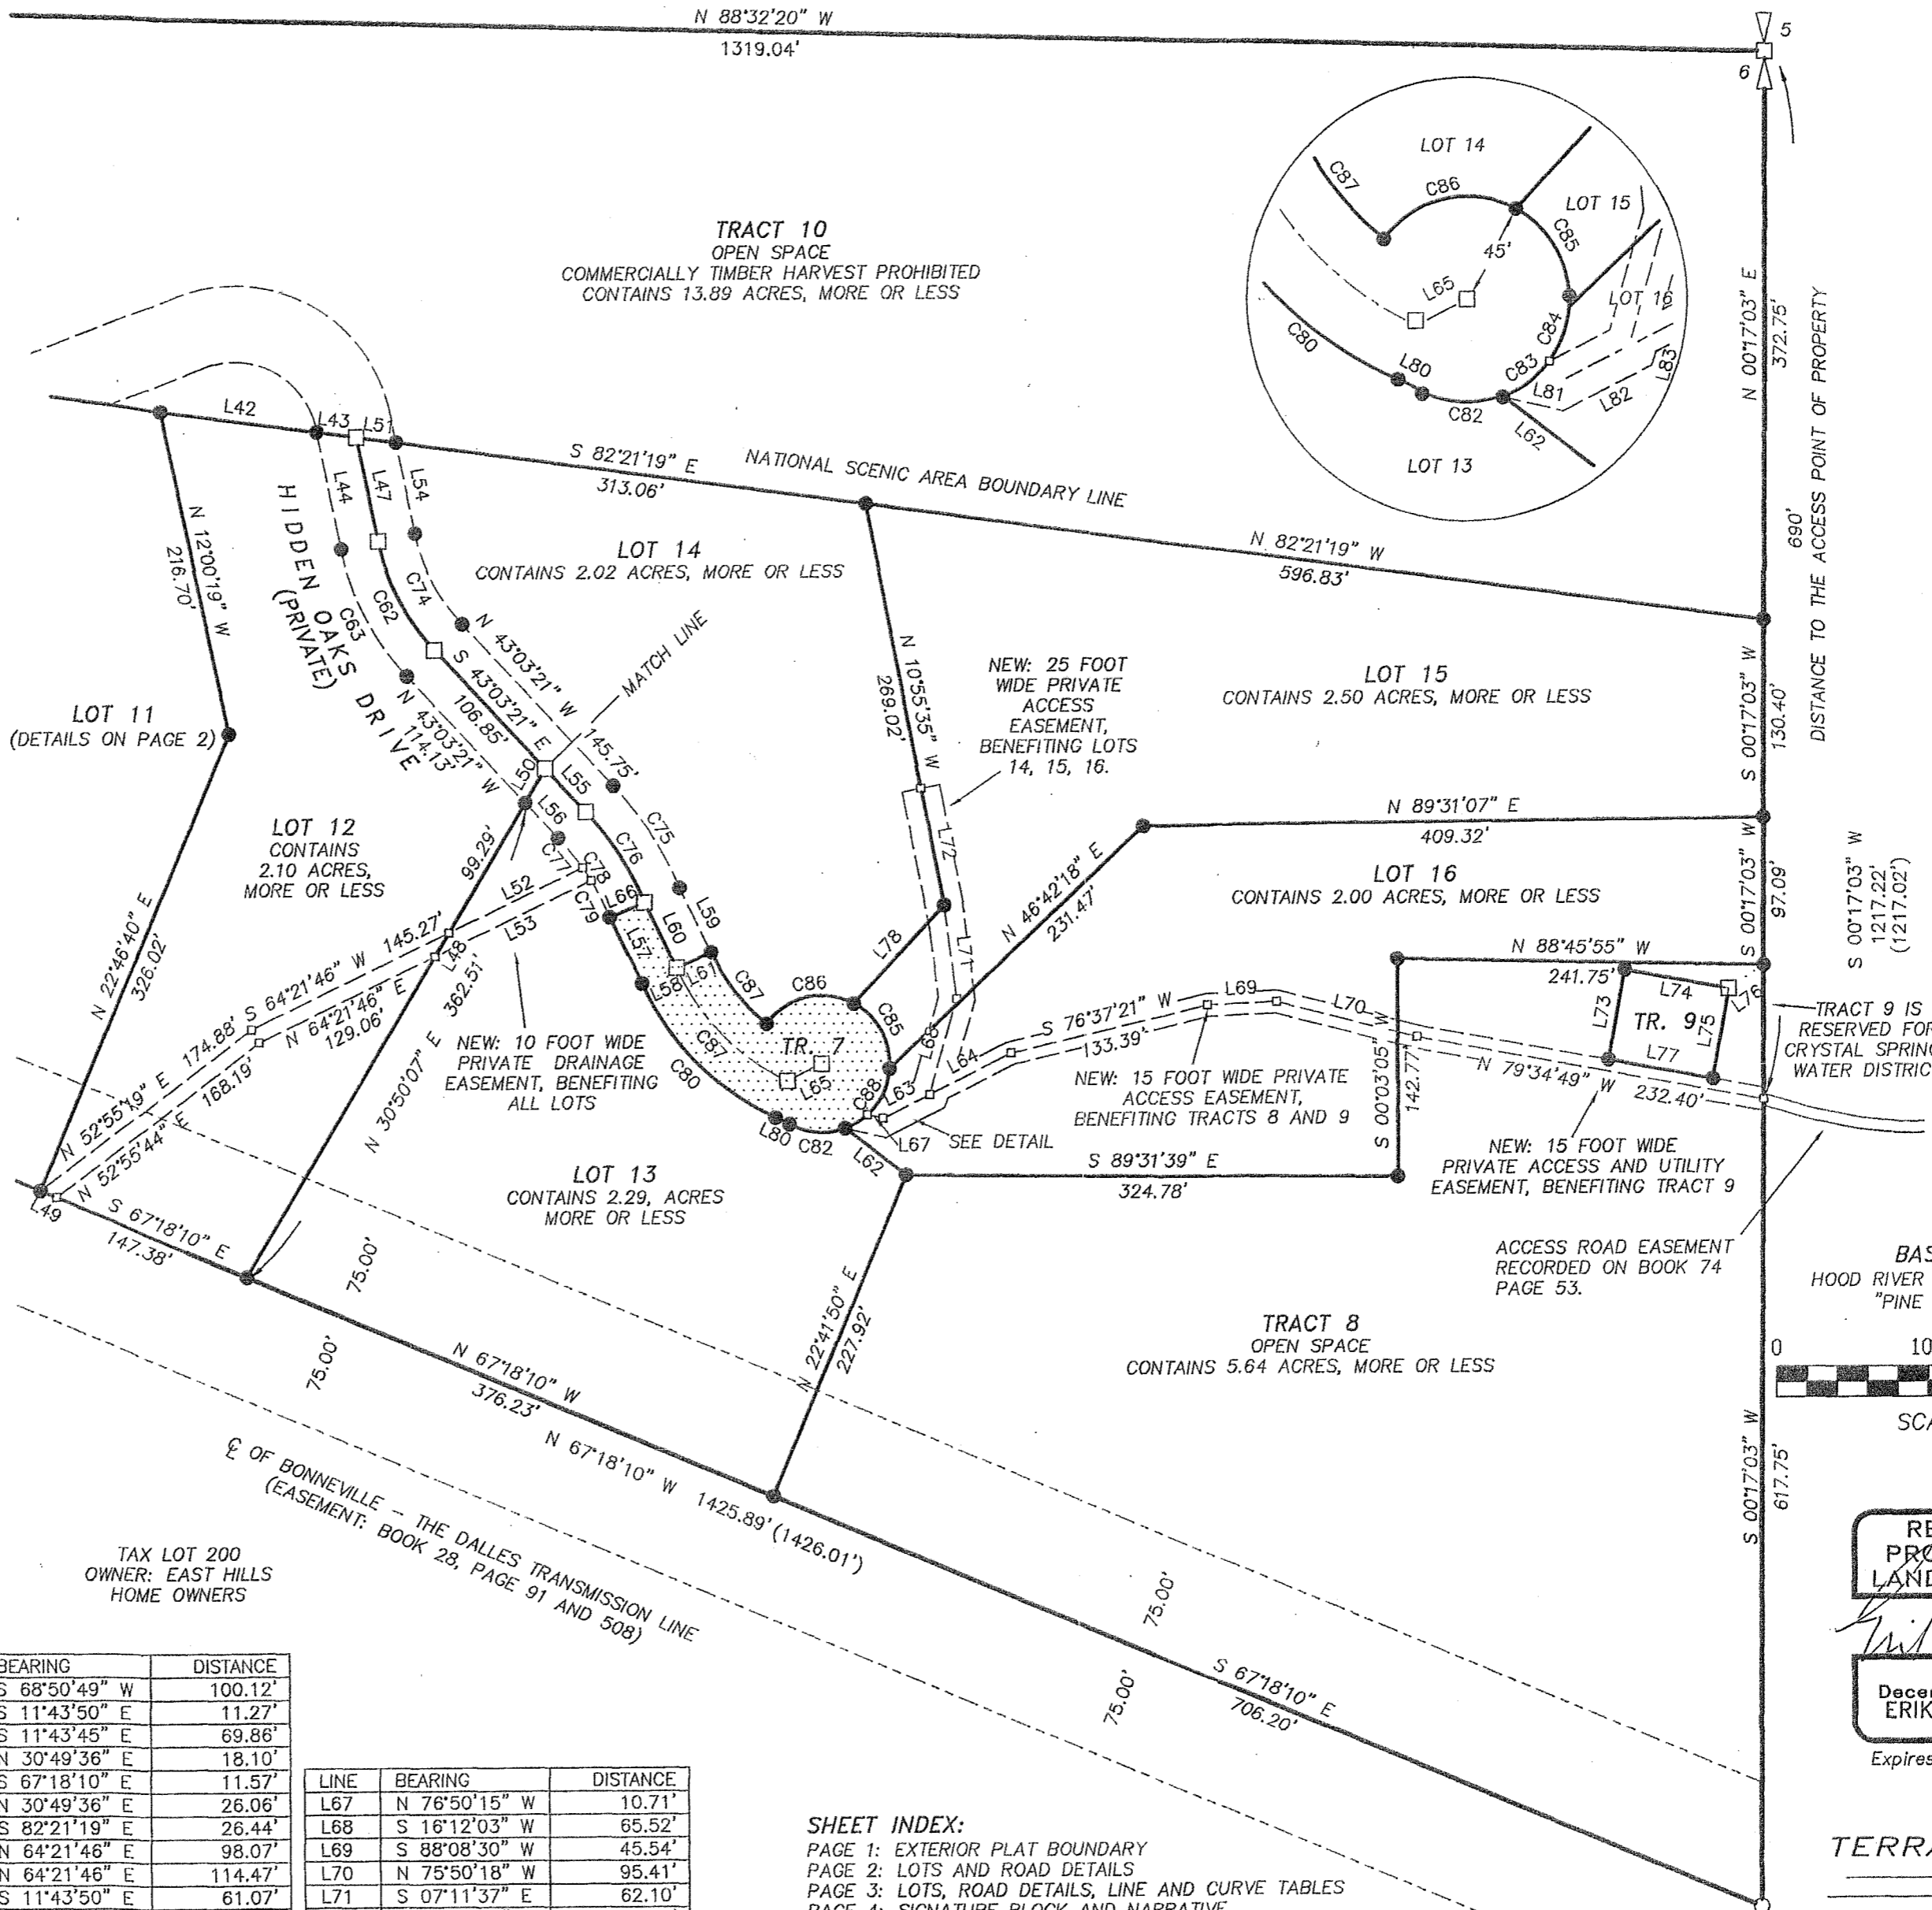 N 88°32'20" W
1319.04'
5
6
LOT 14
C87
C86
LOT 15
C85
45'
L65
LOT 16
C84
C80
L80
C83
L81
L83
L82
C82
L62
LOT 13
N 00°17'03" E
372.75'
690'
DISTANCE TO THE ACCESS POINT OF PROPERTY
TRACT 10
OPEN SPACE
COMMERCIALLY TIMBER HARVEST PROHIBITED
CONTAINS 13.89 ACRES, MORE OR LESS
L42
L43
L51
L44
L47
L54
S 82°21'19" E
313.06'
NATIONAL SCENIC AREA BOUNDARY LINE
N 82°21'19" W
596.83'
N 12°00'19" W
216.70'
HIDDEN OAKS DRIVE
(PRIVATE)
C63
C62
C74
LOT 14
CONTAINS 2.02 ACRES, MORE OR LESS
N 43°03'21" W
145.75'
S 43°03'21" E
106.85'
N 43°03'21" W
114.13'
MATCH LINE
N 10°55'35" W
269.02'
NEW: 25 FOOT
WIDE PRIVATE
ACCESS
EASEMENT,
BENEFITING LOTS
14, 15, 16.
LOT 15
CONTAINS 2.50 ACRES, MORE OR LESS
S 00°17'03" W
130.40'
LOT 11
(DETAILS ON PAGE 2)
L50
L55
L56
C75
C76
C77
C78
C79
L72
N 89°31'07" E
409.32'
S 00°17'03" W
97.09'
S 00°17'03" W
1217.22'
(1217.02')
LOT 12
CONTAINS
2.10 ACRES,
MORE OR LESS
99.29'
L52
L53
L48
L66
L59
L60
L57
L58
L61
C87
C86
L78
L71
N 46°42'18" E
231.47'
LOT 16
CONTAINS 2.00 ACRES, MORE OR LESS
N 88°45'55" W
241.75'
L74
L76
L73
TR. 9
L75
L77
TRACT 9 IS
RESERVED FOR
CRYSTAL SPRING
WATER DISTRIC
N 22°46'40" E
326.02'
S 64°21'46" W 145.27'
174.88'
N 64°21'46" E
129.06'
N 52°55'19" E
168.19'
N 52°55'44" E
N 30°50'07" E 362.51'
NEW: 10 FOOT WIDE
PRIVATE DRAINAGE
EASEMENT, BENEFITING
ALL LOTS
C80
C87
TR. 7
L65
C85
C88
L68
L63
L64
S 76°37'21" W
133.39'
L69
L70
NEW: 15 FOOT WIDE PRIVATE
ACCESS EASEMENT,
BENEFITING TRACTS 8 AND 9
S 00°03'05" W
142.77'
N 79°34'49" W
232.40'
L80
C82
L67
L62
SEE DETAIL
NEW: 15 FOOT WIDE
PRIVATE ACCESS AND UTILITY
EASEMENT, BENEFITING TRACT 9
S 89°31'39" E
324.78'
LOT 13
CONTAINS 2.29, ACRES
MORE OR LESS
L49
S 67°18'10" E
147.38'
75.00'
75.00'
N 22°41'50" E
227.92'
ACCESS ROAD EASEMENT
RECORDED ON BOOK 74
PAGE 53.
BAS
HOOD RIVER
"PINE
TRACT 8
OPEN SPACE
CONTAINS 5.64 ACRES, MORE OR LESS
0
10
SCA
N 67°18'10" W
376.23'
N 67°18'10" W 1425.89' (1426.01')
S 00°17'03" W
617.75'
℄ OF BONNEVILLE - THE DALLES TRANSMISSION LINE
(EASEMENT: BOOK 28, PAGE 91 AND 508)
TAX LOT 200
OWNER: EAST HILLS
HOME OWNERS
75.00'
75.00'
S 67°18'10" E
706.20'
RE
PRO
LAND
Decem
ERIK
Expires
TERRA
BEARING DISTANCE
S 68°50'49" W 100.12'
S 11°43'50" E 11.27'
S 11°43'45" E 69.86'
N 30°49'36" E 18.10'
S 67°18'10" E 11.57'
N 30°49'36" E 26.06'
S 82°21'19" E 26.44'
N 64°21'46" E 98.07'
N 64°21'46" E 114.47'
S 11°43'50" E 61.07'
LINE BEARING DISTANCE
L67 N 76°50'15" W 10.71'
L68 S 16°12'03" W 65.52'
L69 S 88°08'30" W 45.54'
L70 N 75°50'18" W 95.41'
L71 S 07°11'37" E 62.10'
SHEET INDEX:
PAGE 1: EXTERIOR PLAT BOUNDARY
PAGE 2: LOTS AND ROAD DETAILS
PAGE 3: LOTS, ROAD DETAILS, LINE AND CURVE TABLES
PAGE 4: SIGNATURE BLOCK AND NARRATIVE